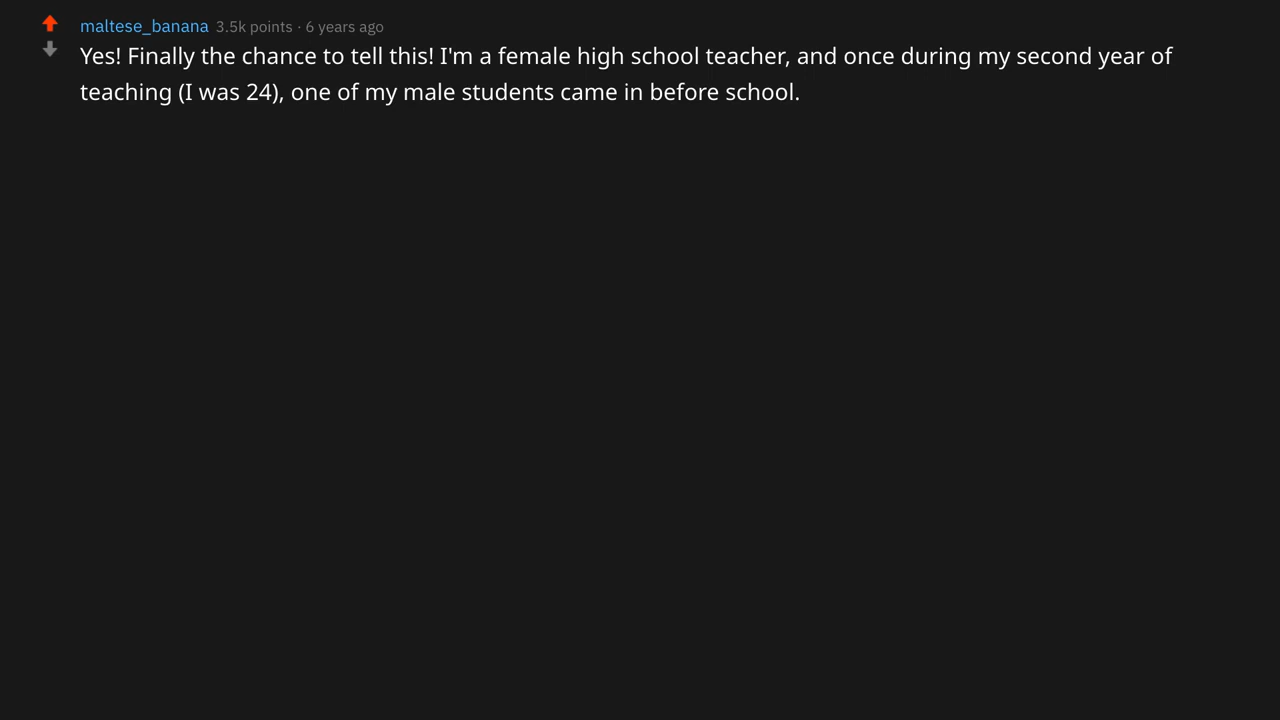 maltese_banana 3.5k points · 6 years ago
Yes! Finally the chance to tell this! I'm a female high school teacher, and once during my second year of
teaching (I was 24), one of my male students came in before school.